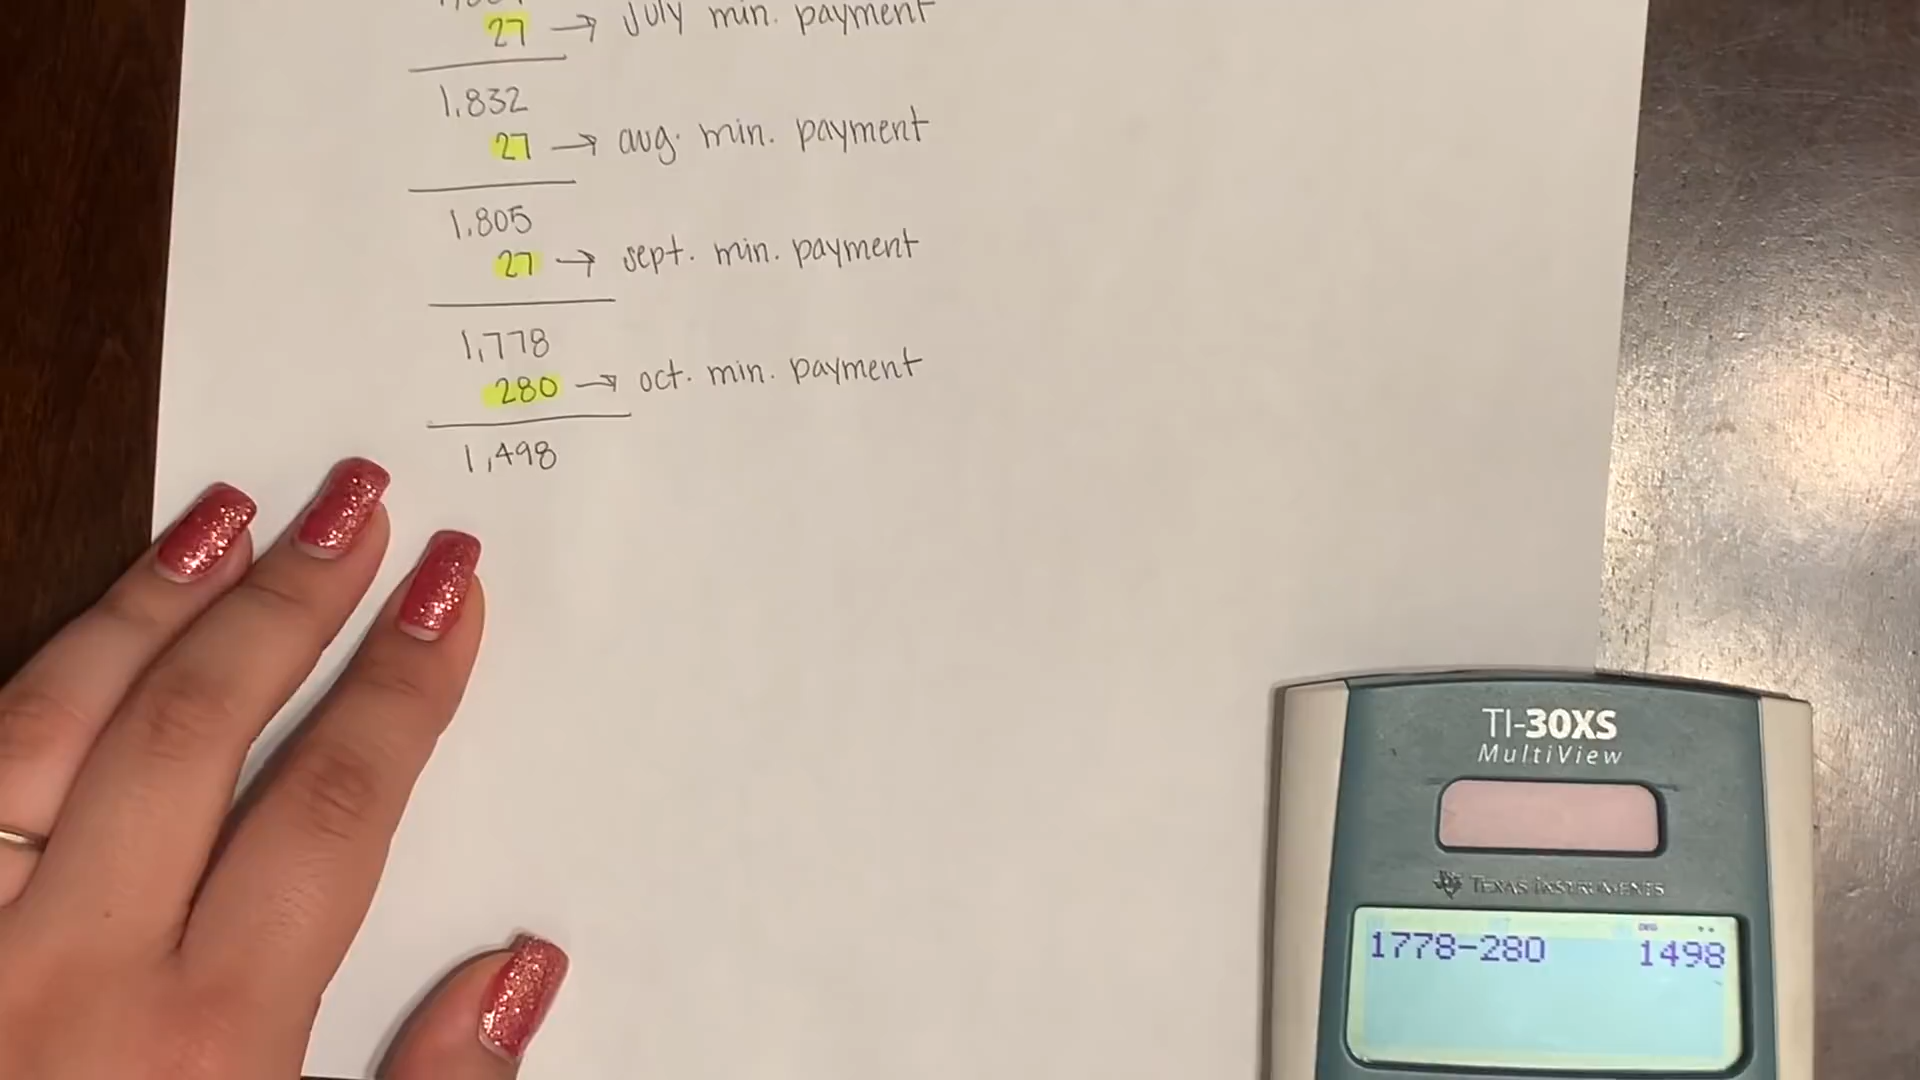 27 → July min. payment
1,832
27 → aug. min. payment
1,805
27 → sept. min. payment
1,778
280 → oct. min. payment
1,498
TI-30XS
MultiView
TEXAS INSTRUMENTS
DEG
1778-280 1498